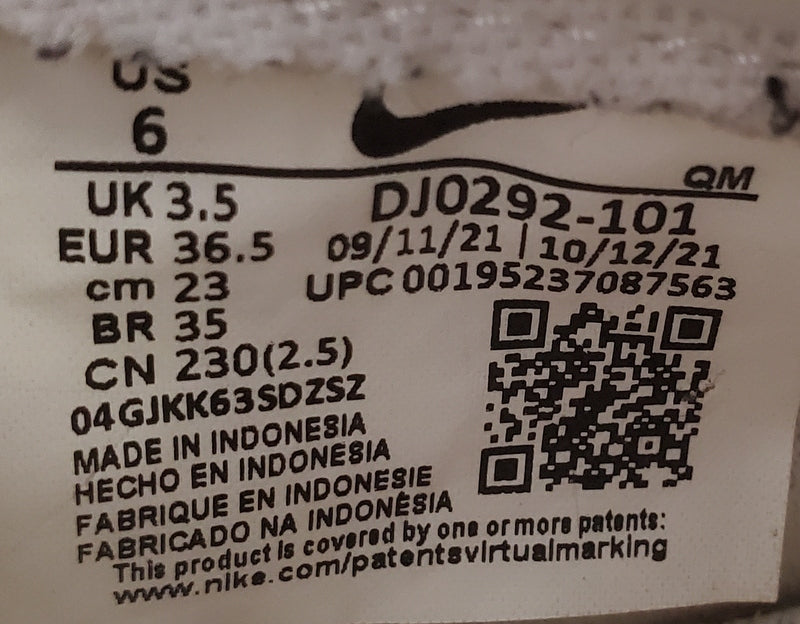 US
6
QM
UK 3.5
DJ0292-101
EUR 36.5
09/11/21 | 10/12/21
cm 23
UPC 00195237087563
BR 35
CN 230(2.5)
04GJKK63SDZSZ
MADE IN INDONESIA
HECHO EN INDONESIA
FABRIQUE EN INDONESIE
FABRICADO NA INDONÉSIA
This product is covered by one or more patents:
www.nike.com/patentsvirtualmarking